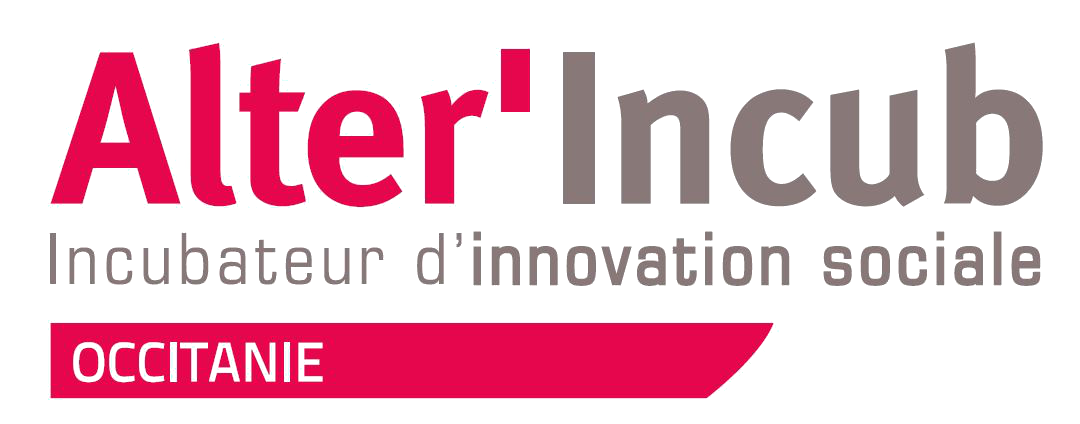 Alter'Incub
Incubateur d'innovation sociale
OCCITANIE